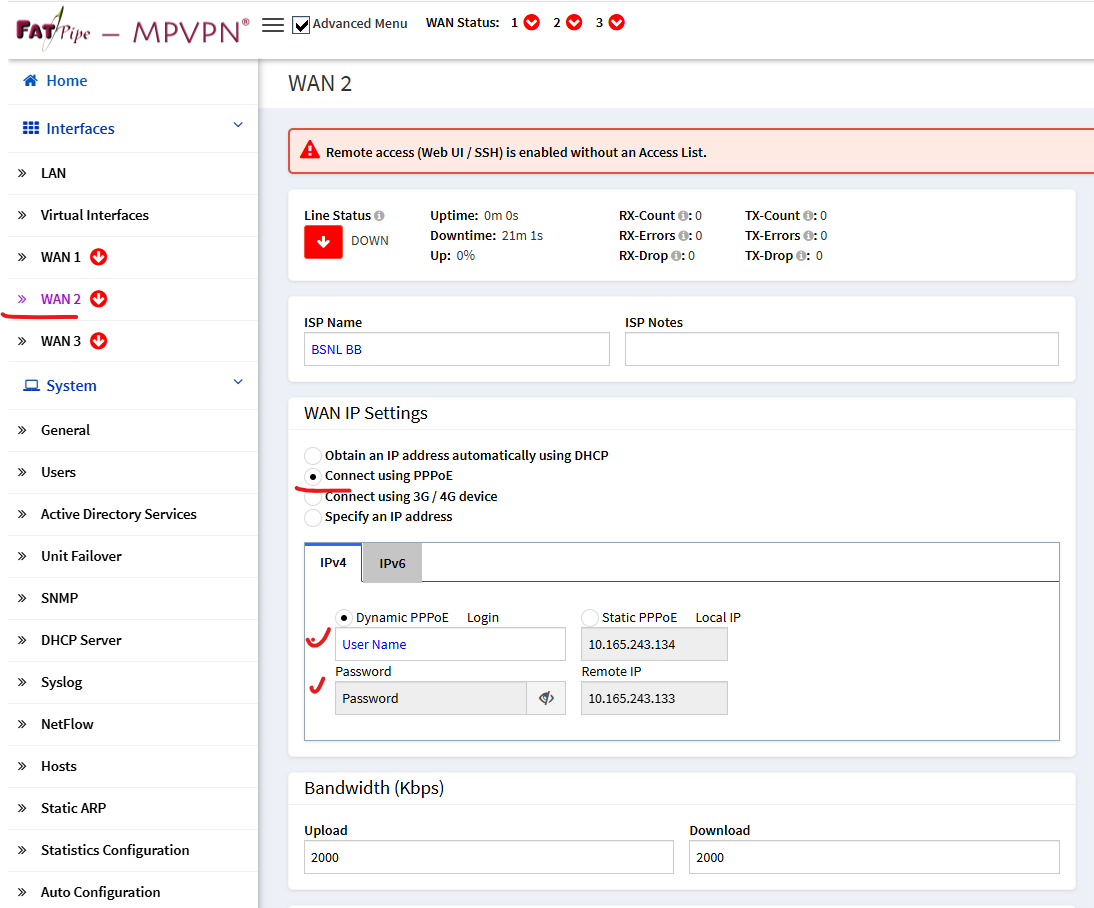 FATPipe — MPVPN®
Advanced Menu
WAN Status: 1 2 3
Home
Interfaces
LAN
Virtual Interfaces
WAN 1
WAN 2
WAN 3
System
General
Users
Active Directory Services
Unit Failover
SNMP
DHCP Server
Syslog
NetFlow
Hosts
Static ARP
Statistics Configuration
Auto Configuration
WAN 2
Remote access (Web UI / SSH) is enabled without an Access List.
Line Status
DOWN
Uptime: 0m 0s
Downtime: 21m 1s
Up: 0%
RX-Count : 0
RX-Errors : 0
RX-Drop : 0
TX-Count : 0
TX-Errors : 0
TX-Drop : 0
ISP Name
BSNL BB
ISP Notes
WAN IP Settings
Obtain an IP address automatically using DHCP
Connect using PPPoE
Connect using 3G / 4G device
Specify an IP address
IPv4 IPv6
Dynamic PPPoE Login
User Name
Password
Password
Static PPPoE Local IP
10.165.243.134
Remote IP
10.165.243.133
Bandwidth (Kbps)
Upload
2000
Download
2000